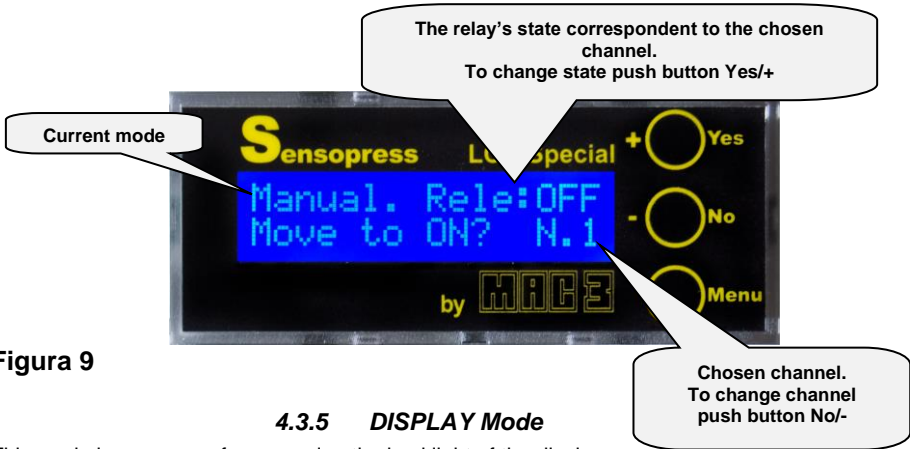 The relay's state correspondent to the chosen
channel.
To change state push button Yes/+
Current mode
Sensopress Special
+ Yes
Manual. Rele:OFF
Move to ON? N.1
- No
by MAC3
Menu
Figura 9
Chosen channel.
To change channel
push button No/-
4.3.5 DISPLAY Mode